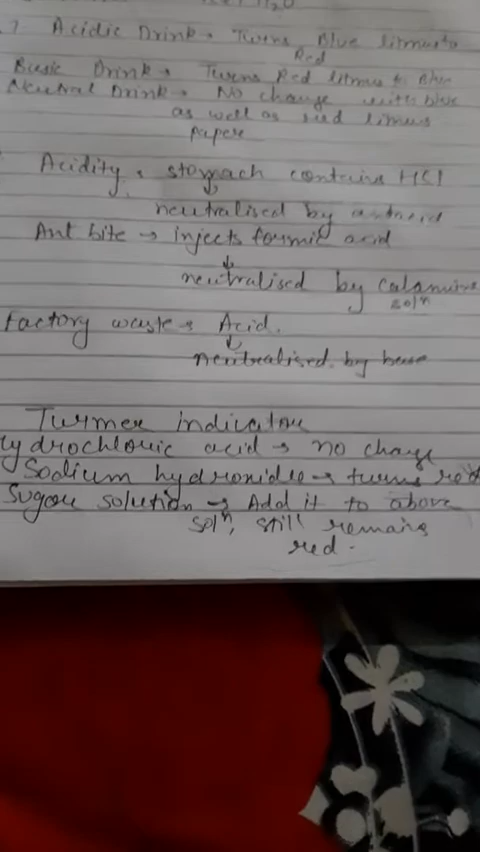 7. Acidic Drink → Turns Blue litmus to
Red
Basic Drink → Turns Red litmus to Blue
Neutral Drink → No change with blue
as well as red limus
paper
Acidity → stomach contains HCl
↓
neutralised by antacid
Ant bite → injects formic acid
↓
neutralised by calamine
solⁿ
factory waste → Acid.
↓
neutralised by base
Turmer indicator
hydrochloric acid → no change
Sodium hydroxide → turns red
Sugar solution → Add it to above
solⁿ, still remains
red.